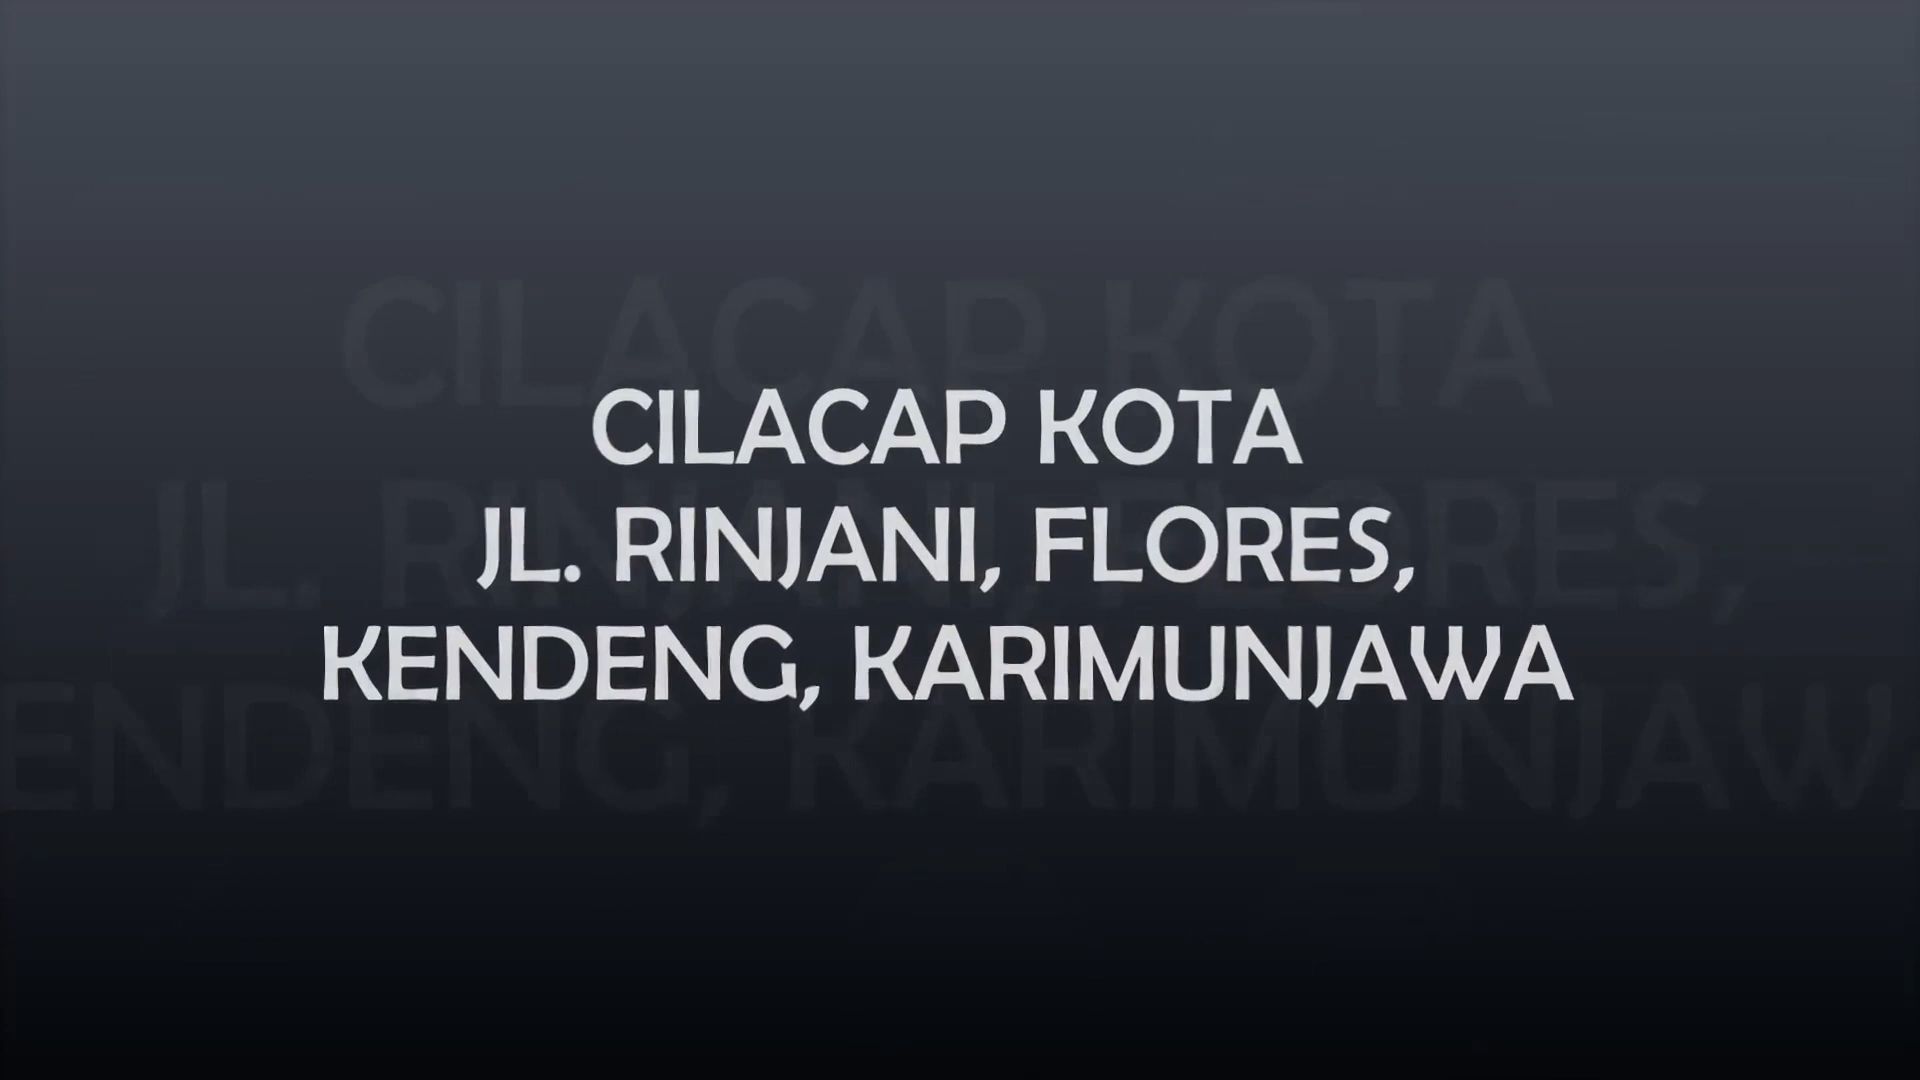 CILACAP KOTA
JL. RINJANI, FLORES,
KENDENG, KARIMUNJAWA